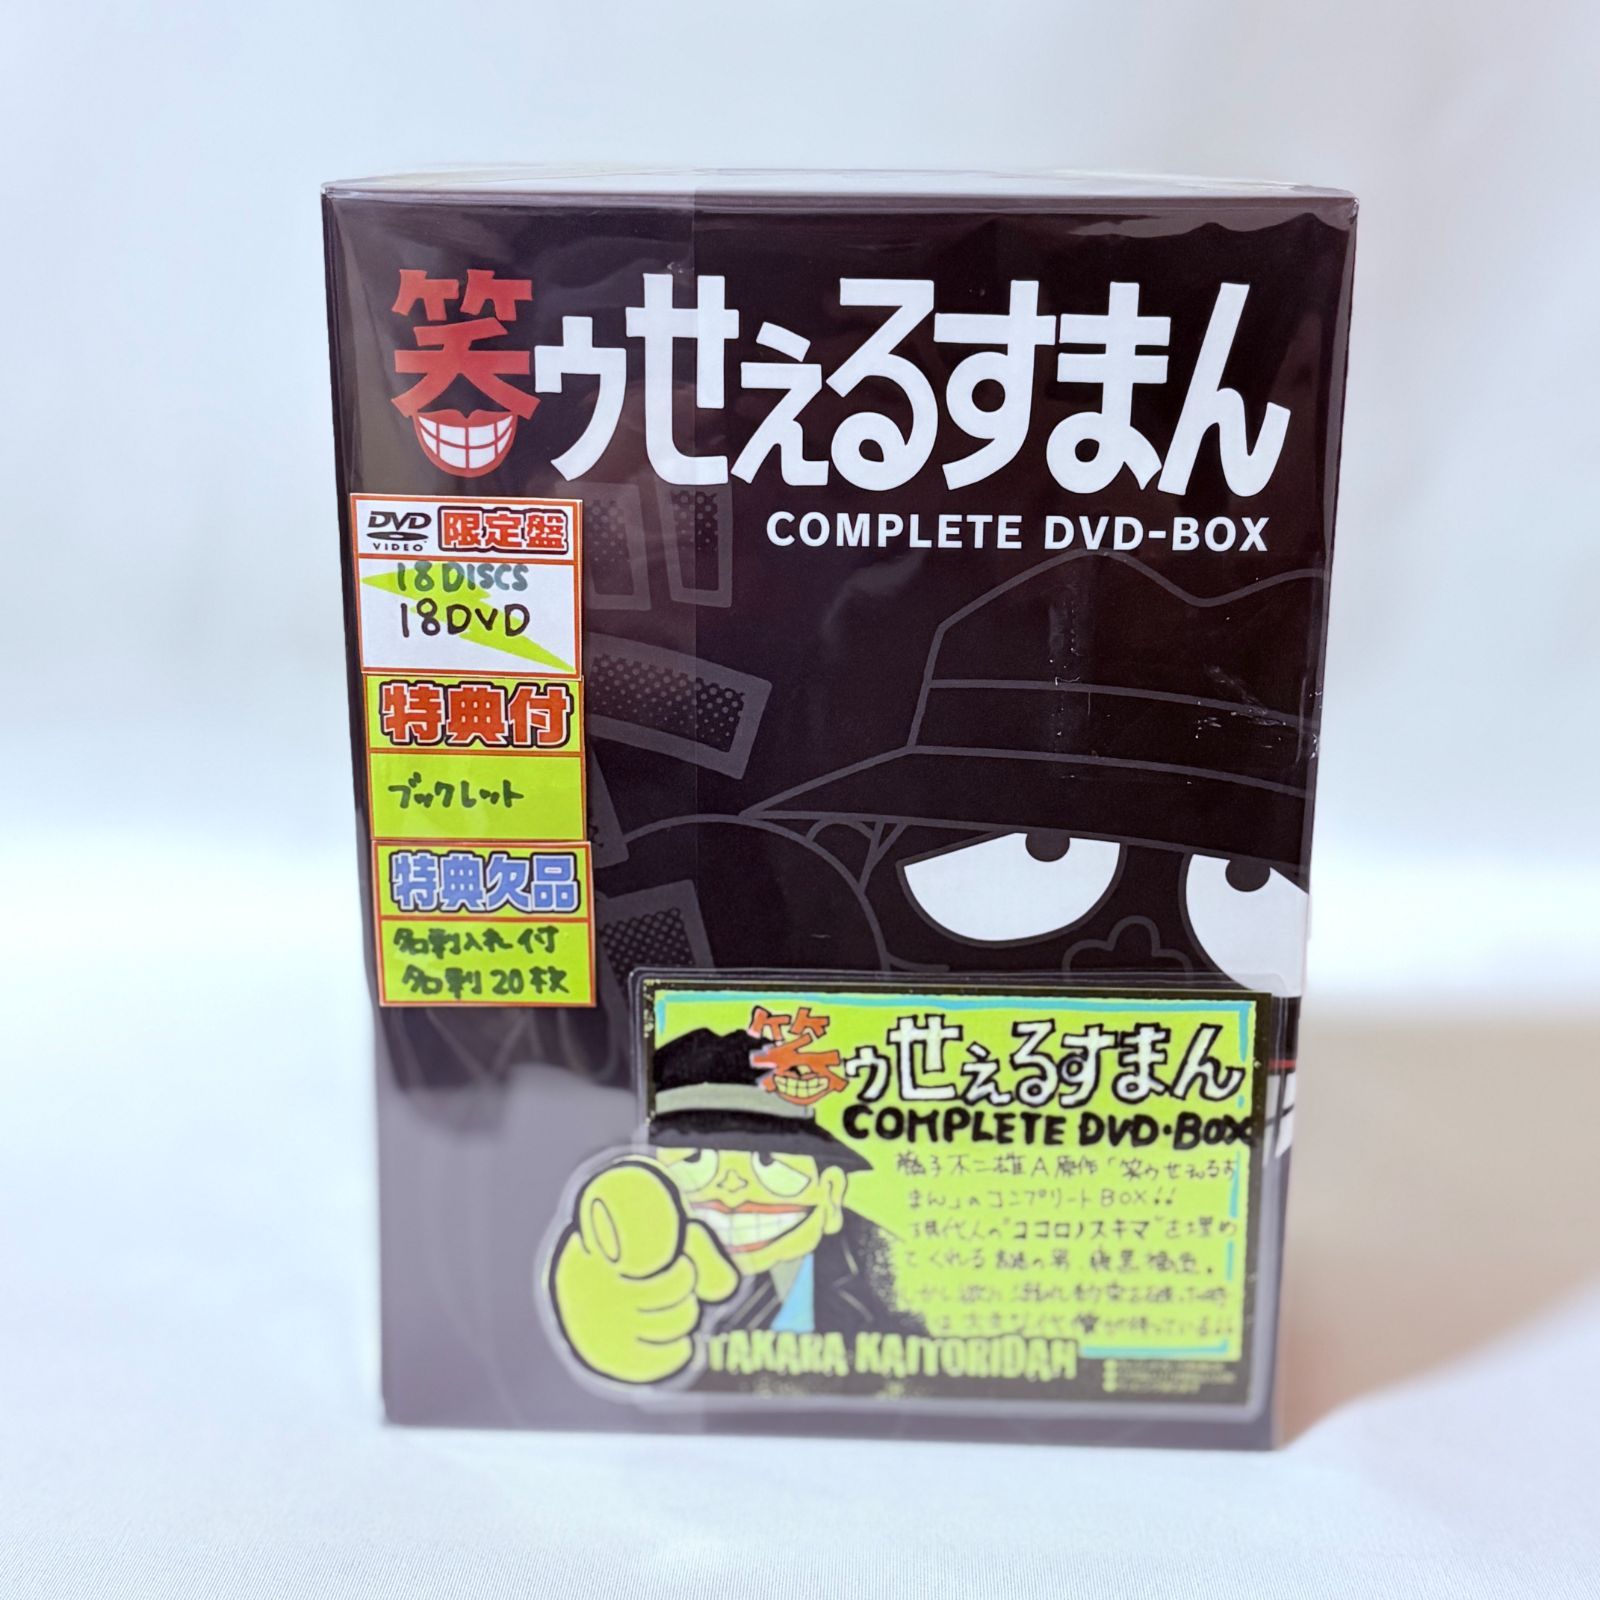 笑ゥせぇるすまん
COMPLETE DVD-BOX
DVD
VIDEO
限定盤
18DISCS
18DVD
特典付
ブックレット
特典欠品
名刺入れ付
名刺20枚
笑ゥせぇるすまん
COMPLETE DVD・BOX
藤子不二雄A原作「笑ゥせぇるす
まん」のコンプリートBOX!!
現代人の"ココロノスキマ"を埋め
てくれる謎の男、喪黒福造。
TAKARA KAITORIDAH